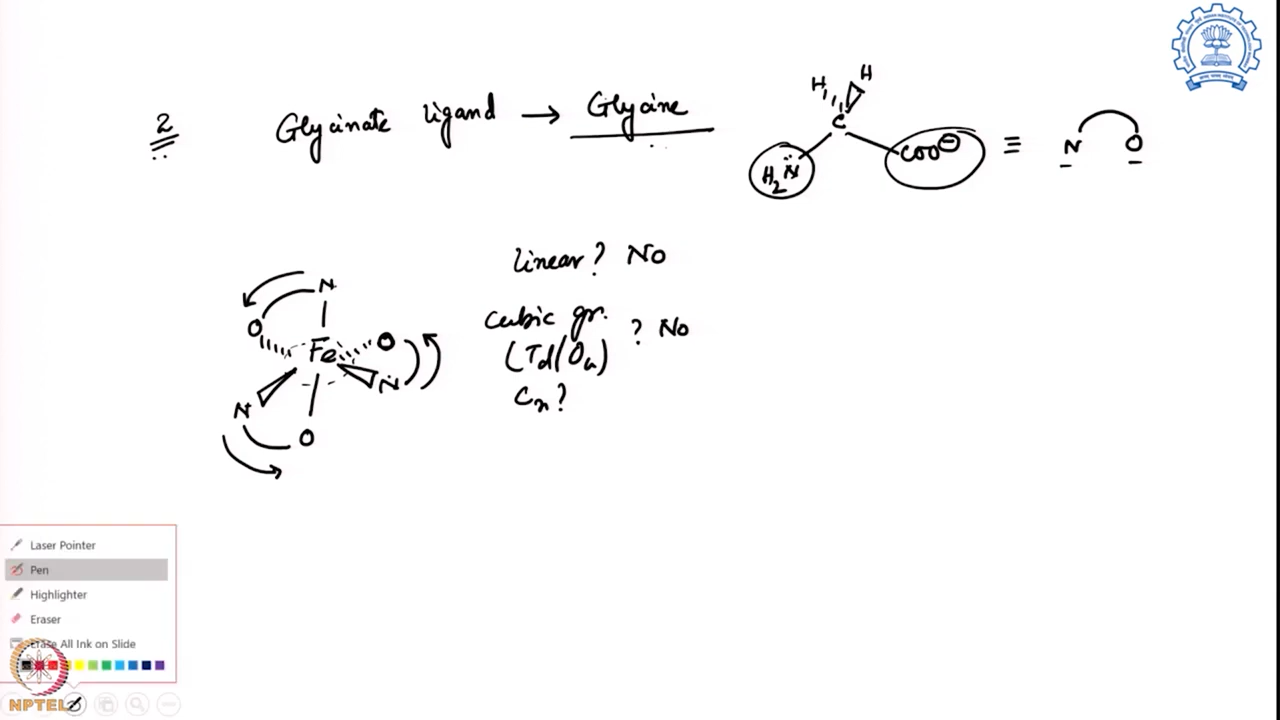 2 Glycinate ligand → Glycine
H H
C
H2N̈ COO⊖ ≡ N O
linear? No
N
O Fe O
N N
O
cubic gr.
(Td/Oh) ? No
Cn?
Laser Pointer
Pen
Highlighter
Eraser
Erase All Ink on Slide
NPTEL